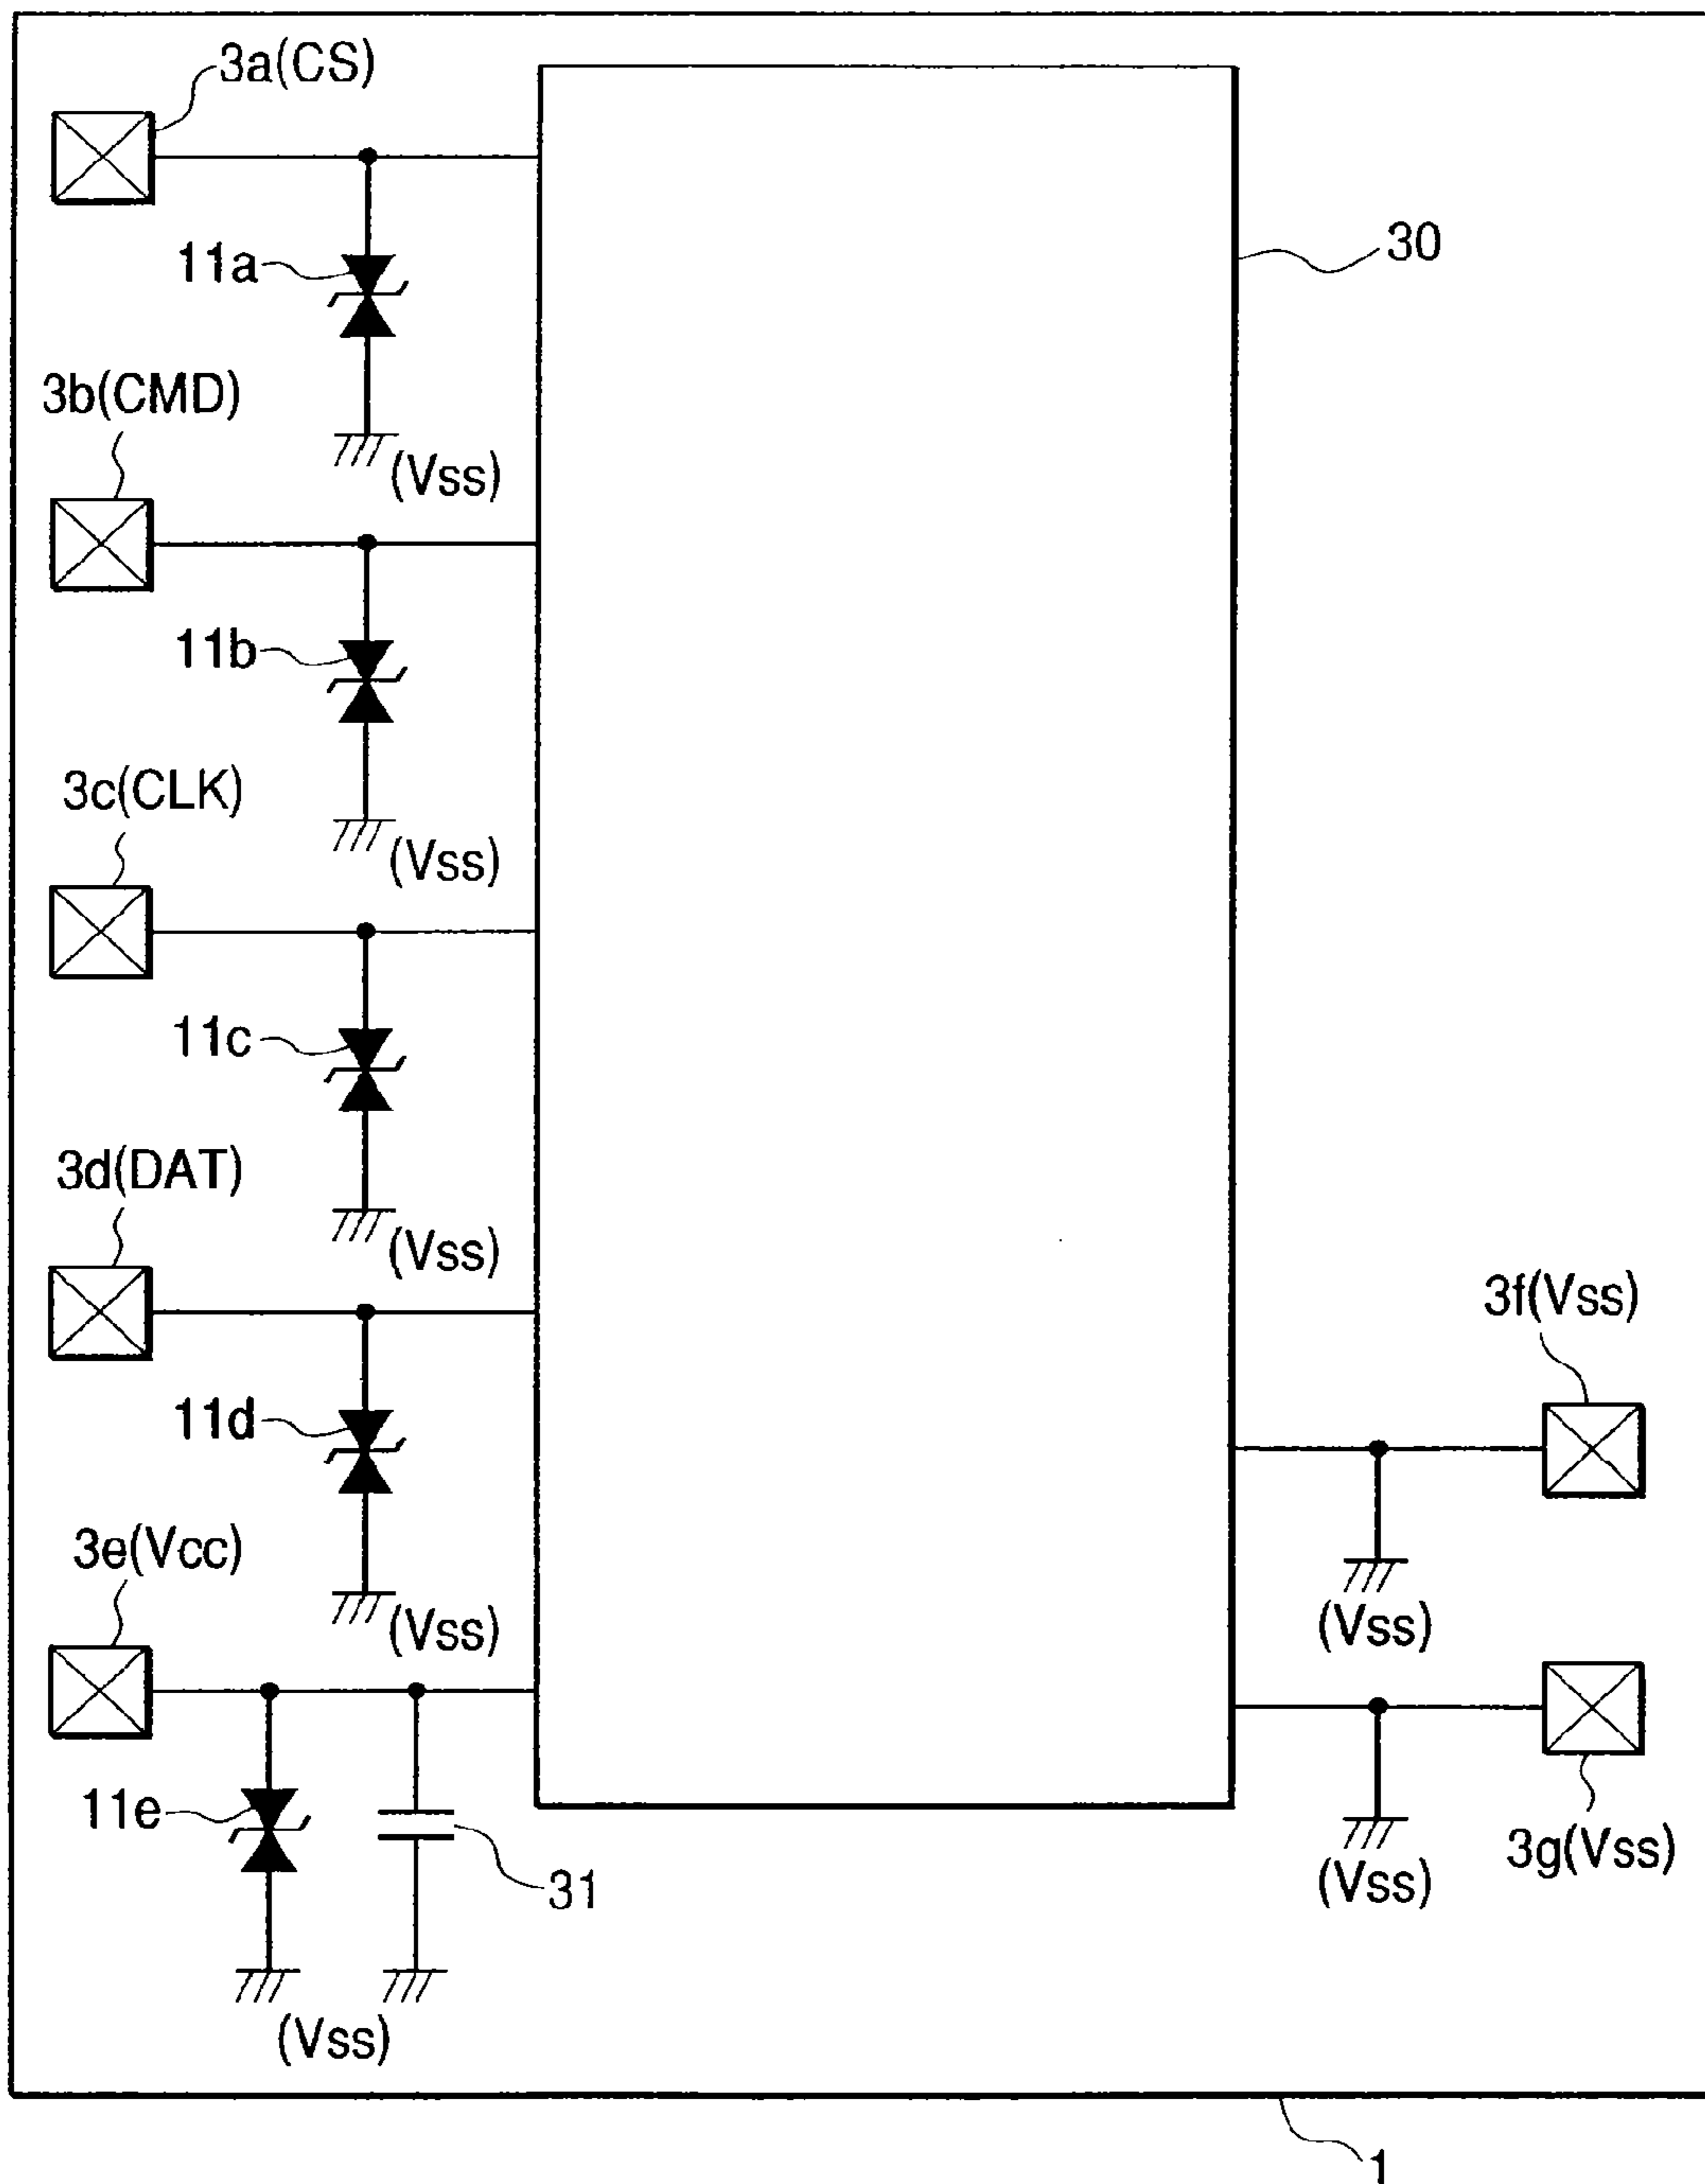 3a(CS)
30
11a
(Vss)
3b(CMD)
11b
(Vss)
3c(CLK)
11c
(Vss)
3d(DAT)
11d
(Vss)
3e(Vcc)
11e
31
(Vss)
3f(Vss)
(Vss)
3g(Vss)
(Vss)
1